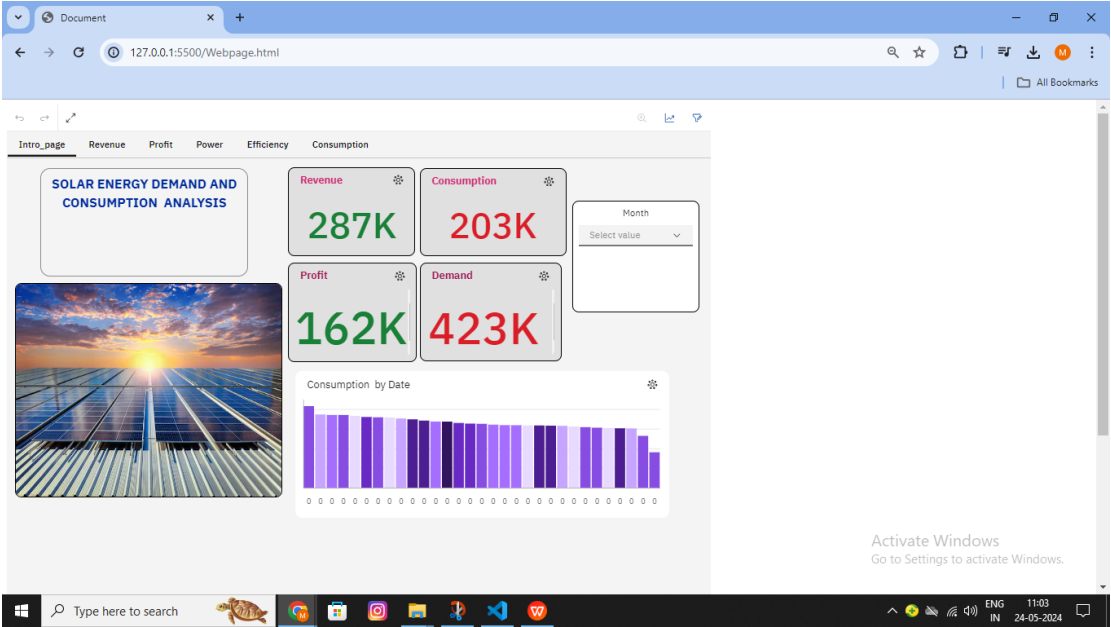 Document
127.0.0.1:5500/Webpage.html
M
All Bookmarks
Intro_page Revenue Profit Power Efficiency Consumption
SOLAR ENERGY DEMAND AND
CONSUMPTION ANALYSIS
Revenue
287K
Consumption
203K
Month
Select value
Profit
162K
Demand
423K
Consumption by Date
0 0 0 0 0 0 0 0 0 0 0 0 0 0 0 0 0 0 0 0 0 0 0 0 0 0 0 0 0 0 0
Activate Windows
Go to Settings to activate Windows.
Type here to search
M
W
ENG
IN
11:03
24-05-2024